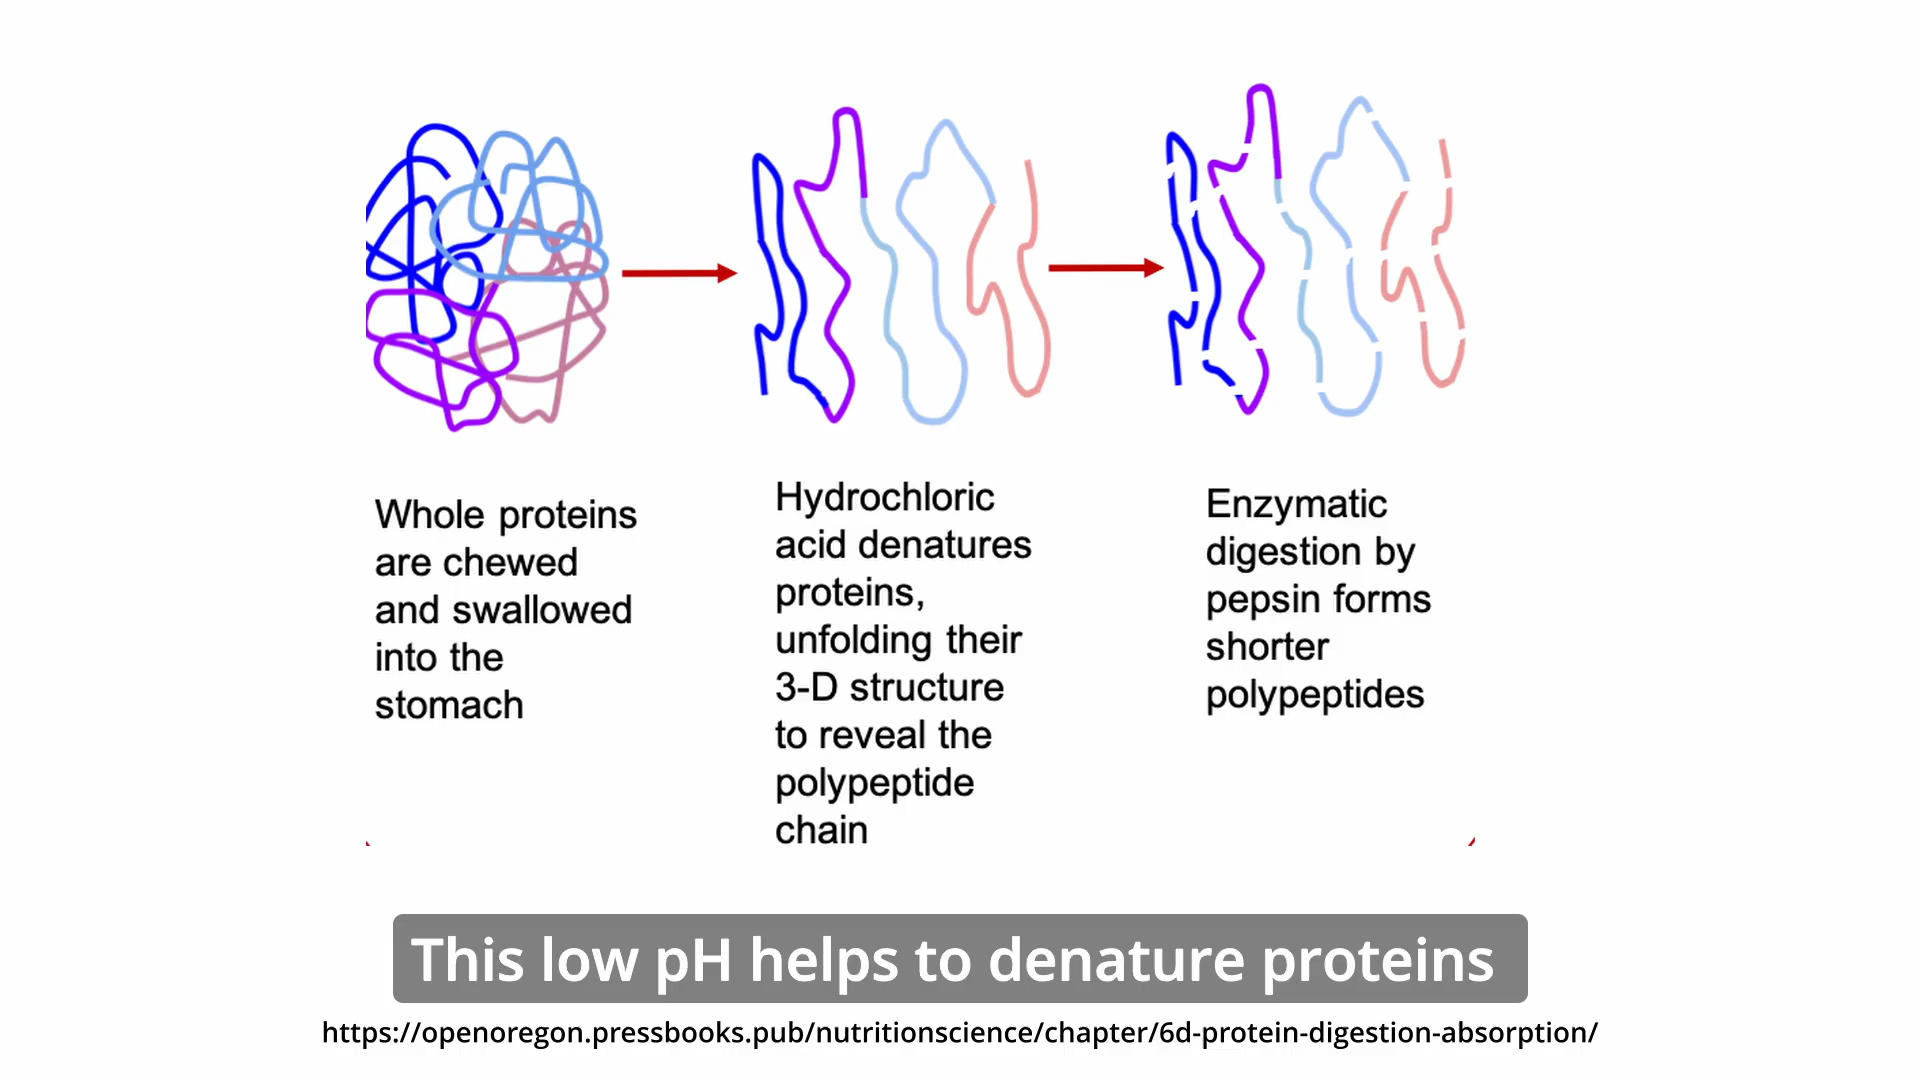 Whole proteins
are chewed
and swallowed
into the
stomach
Hydrochloric
acid denatures
proteins,
unfolding their
3-D structure
to reveal the
polypeptide
chain
Enzymatic
digestion by
pepsin forms
shorter
polypeptides
This low pH helps to denature proteins
https://openoregon.pressbooks.pub/nutritionscience/chapter/6d-protein-digestion-absorption/